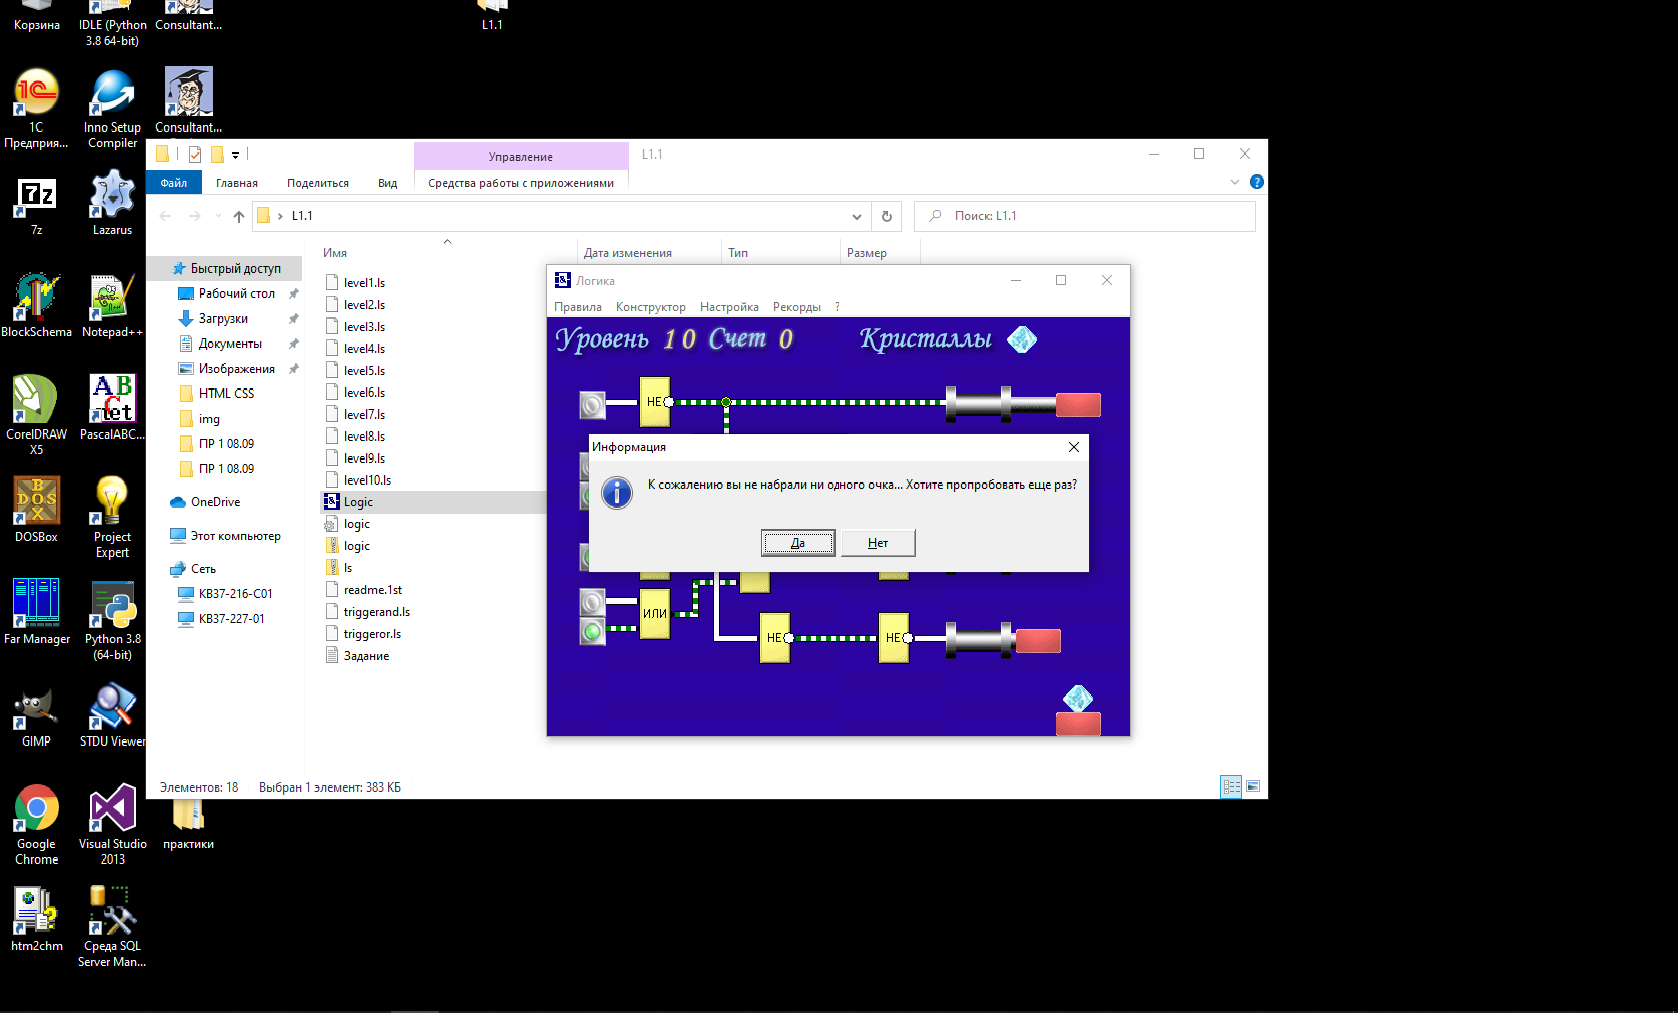 Корзина
IDLE (Python
3.8 64-bit)
Consultant...
L1.1
1С
Предприя...
Inno Setup
Compiler
Consultant...
7z
Lazarus
BlockSchema
Notepad++
CorelDRAW
X5
PascalABC...
DOSBox
Project
Expert
Far Manager
Python 3.8
(64-bit)
GIMP
STDU Viewer
Google
Chrome
Visual Studio
2013
практики
htm2chm
Среда SQL
Server Man...
Управление
L1.1
Файл
Главная
Поделиться
Вид
Средства работы с приложениями
L1.1
Поиск: L1.1
Имя
Дата изменения
Тип
Размер
Быстрый доступ
Рабочий стол
Загрузки
Документы
Изображения
HTML CSS
img
ПР 1 08.09
ПР 1 08.09
OneDrive
Этот компьютер
Сеть
KB37-216-C01
KB37-227-01
level1.ls
level2.ls
level3.ls
level4.ls
level5.ls
level6.ls
level7.ls
level8.ls
level9.ls
level10.ls
Logic
logic
logic
ls
readme.1st
triggerand.ls
triggeror.ls
Задание
Элементов: 18
Выбран 1 элемент: 383 КБ
Логика
Правила
Конструктор
Настройка
Рекорды
?
Уровень 10 Счет 0
Кристаллы
НЕ
Информация
К сожалению вы не набрали ни одного очка... Хотите пропробовать еще раз?
Да
Нет
ИЛИ
НЕ
НЕ